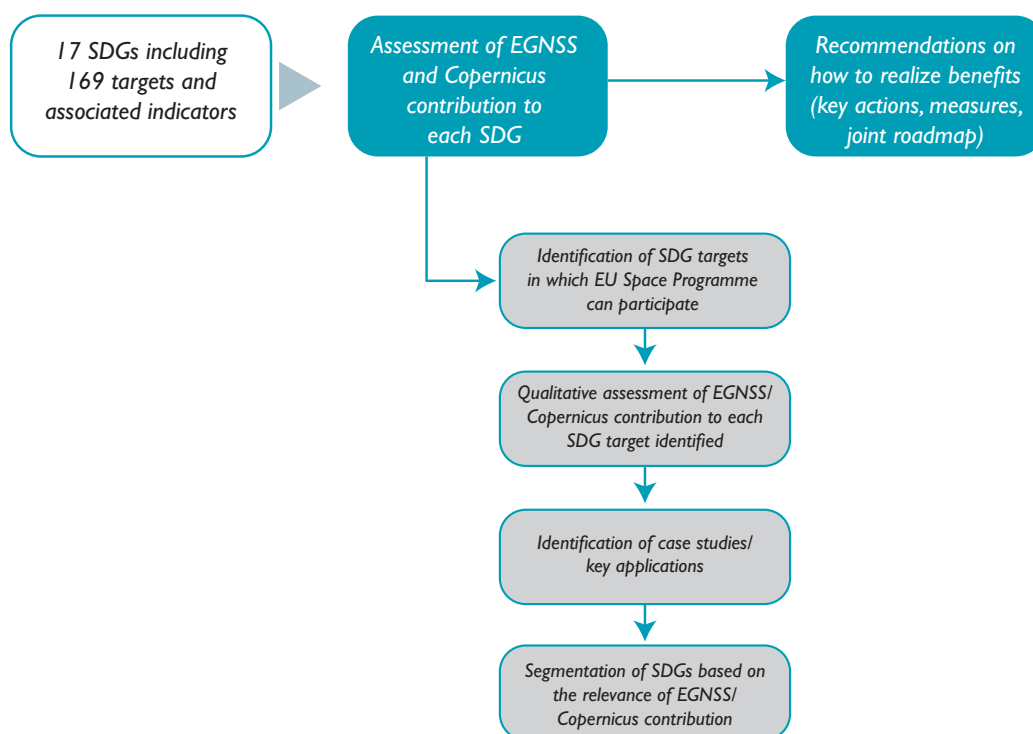 17 SDGs including
169 targets and
associated indicators
Assessment of EGNSS
and Copernicus
contribution to
each SDG
Recommendations on
how to realize benefits
(key actions, measures,
joint roadmap)
Identification of SDG targets
in which EU Space Programme
can participate
Qualitative assessment of EGNSS/
Copernicus contribution to each
SDG target identified
Identification of case studies/
key applications
Segmentation of SDGs based on
the relevance of EGNSS/
Copernicus contribution